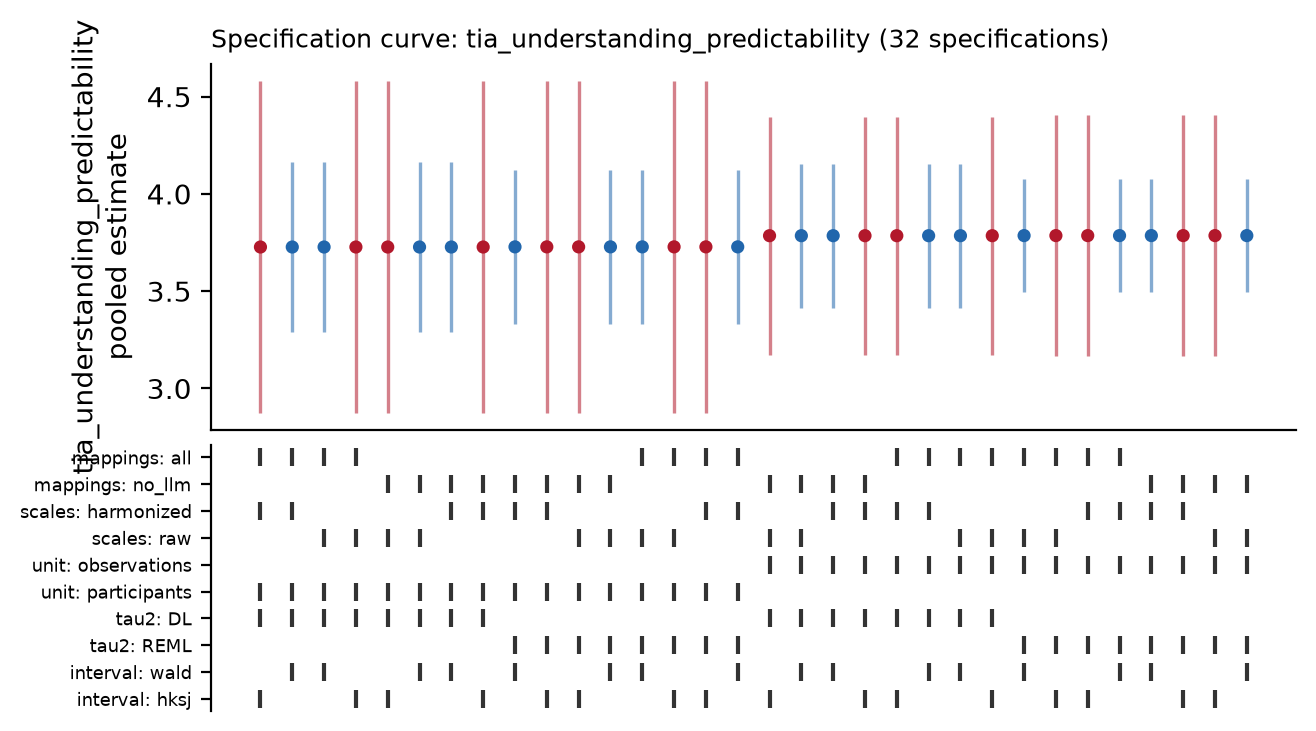 Specification curve: tia_understanding_predictability (32 specifications)
tia_understanding_predictability
pooled estimate
4.5
4.0
3.5
3.0
mappings: all
mappings: no_llm
scales: harmonized
scales: raw
unit: observations
unit: participants
tau2: DL
tau2: REML
interval: wald
interval: hksj